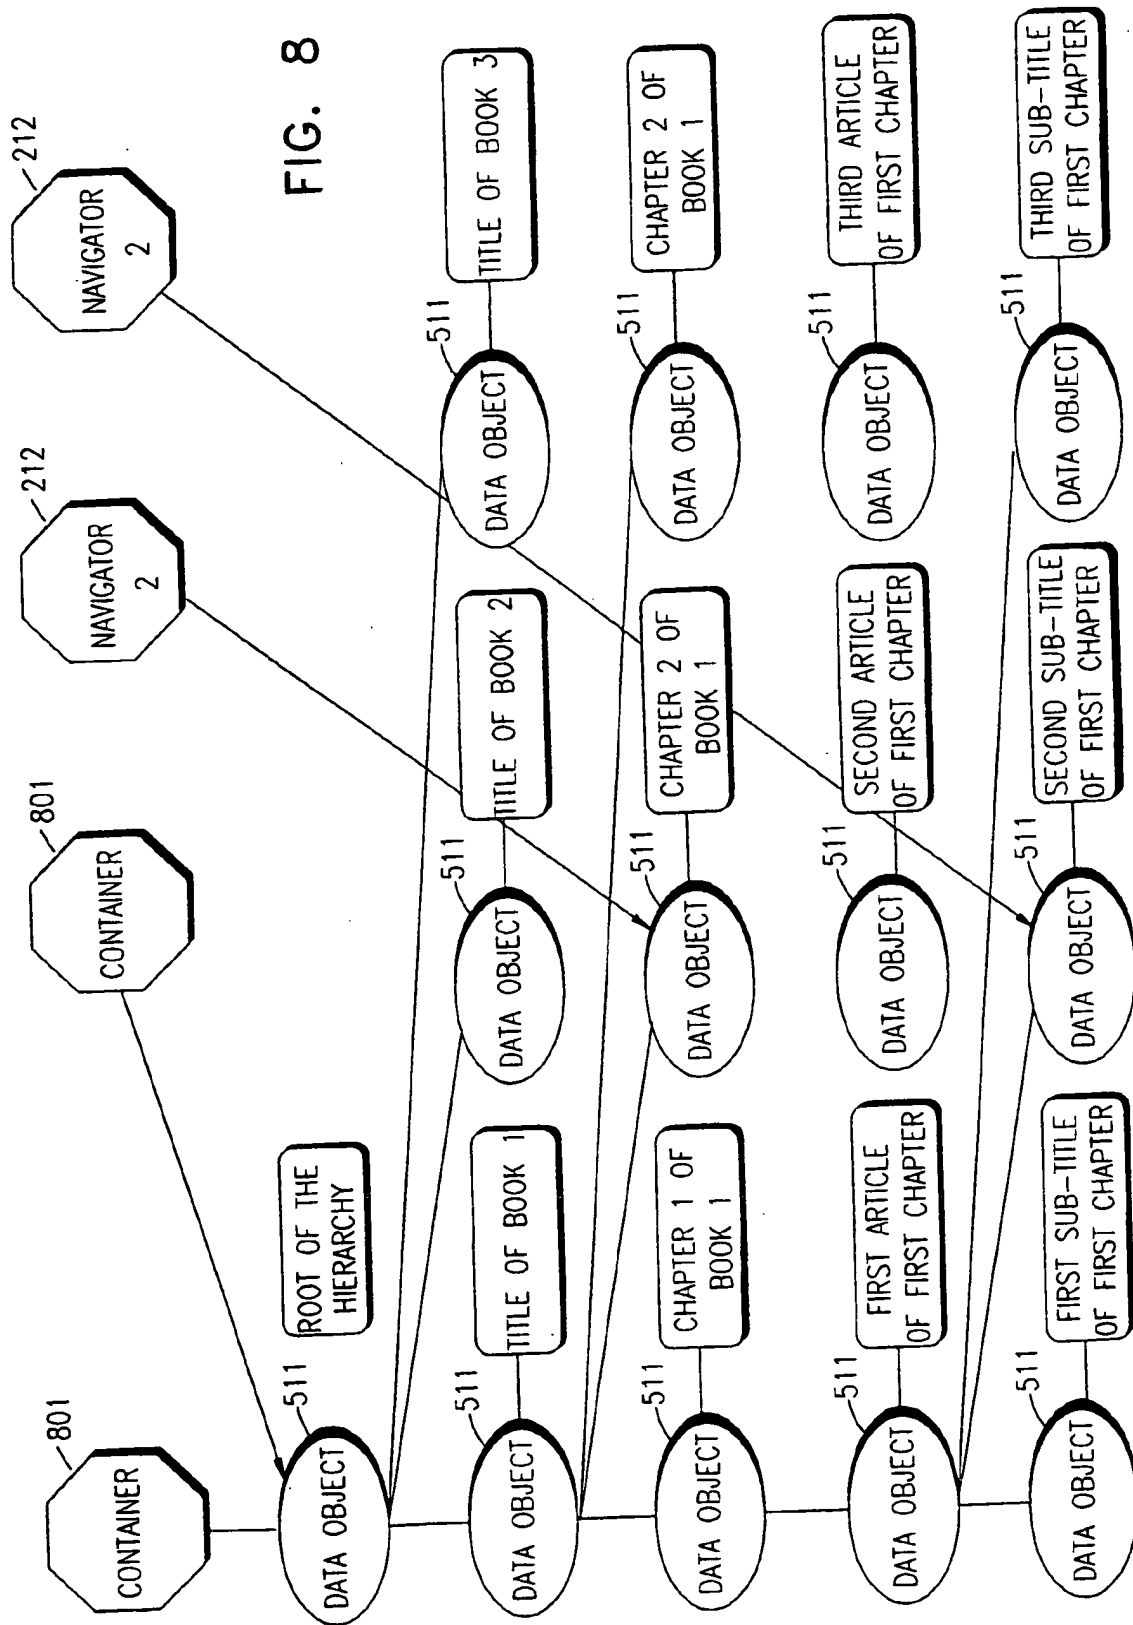 FIG. 8
801
CONTAINER
801
CONTAINER
212
NAVIGATOR
2
212
NAVIGATOR
2
511
DATA OBJECT
ROOT OF THE
HIERARCHY
511
DATA OBJECT
TITLE OF BOOK 1
511
DATA OBJECT
TITLE OF BOOK 2
511
DATA OBJECT
TITLE OF BOOK 3
511
DATA OBJECT
CHAPTER 1 OF
BOOK 1
511
DATA OBJECT
CHAPTER 2 OF
BOOK 1
511
DATA OBJECT
CHAPTER 2 OF
BOOK 1
511
DATA OBJECT
FIRST ARTICLE
OF FIRST CHAPTER
511
DATA OBJECT
SECOND ARTICLE
OF FIRST CHAPTER
511
DATA OBJECT
THIRD ARTICLE
OF FIRST CHAPTER
511
DATA OBJECT
FIRST SUB-TITLE
OF FIRST CHAPTER
511
DATA OBJECT
SECOND SUB-TITLE
OF FIRST CHAPTER
511
DATA OBJECT
THIRD SUB-TITLE
OF FIRST CHAPTER